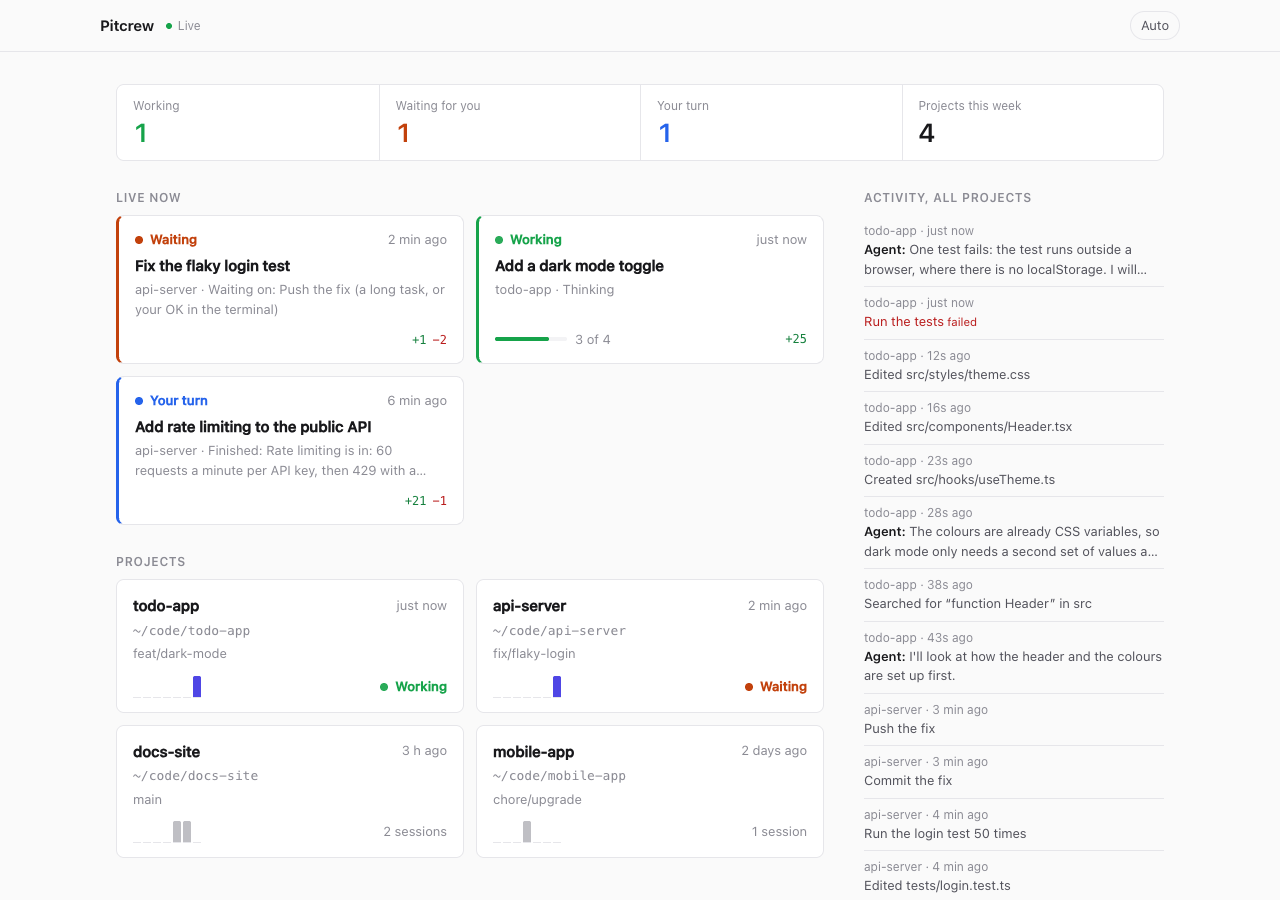 Pitcrew
Live
Auto
Working
1
Waiting for you
1
Your turn
1
Projects this week
4
LIVE NOW
Waiting
2 min ago
Fix the flaky login test
api-server · Waiting on: Push the fix (a long task, or
your OK in the terminal)
+1 −2
Working
just now
Add a dark mode toggle
todo-app · Thinking
3 of 4
+25
Your turn
6 min ago
Add rate limiting to the public API
api-server · Finished: Rate limiting is in: 60
requests a minute per API key, then 429 with a…
+21 −1
PROJECTS
todo-app
just now
~/code/todo-app
feat/dark-mode
Working
api-server
2 min ago
~/code/api-server
fix/flaky-login
Waiting
docs-site
3 h ago
~/code/docs-site
main
2 sessions
mobile-app
2 days ago
~/code/mobile-app
chore/upgrade
1 session
ACTIVITY, ALL PROJECTS
todo-app · just now
Agent: One test fails: the test runs outside a
browser, where there is no localStorage. I will…
todo-app · just now
Run the tests failed
todo-app · 12s ago
Edited src/styles/theme.css
todo-app · 16s ago
Edited src/components/Header.tsx
todo-app · 23s ago
Created src/hooks/useTheme.ts
todo-app · 28s ago
Agent: The colours are already CSS variables, so
dark mode only needs a second set of values a…
todo-app · 38s ago
Searched for “function Header” in src
todo-app · 43s ago
Agent: I'll look at how the header and the colours
are set up first.
api-server · 3 min ago
Push the fix
api-server · 3 min ago
Commit the fix
api-server · 4 min ago
Run the login test 50 times
api-server · 4 min ago
Edited tests/login.test.ts